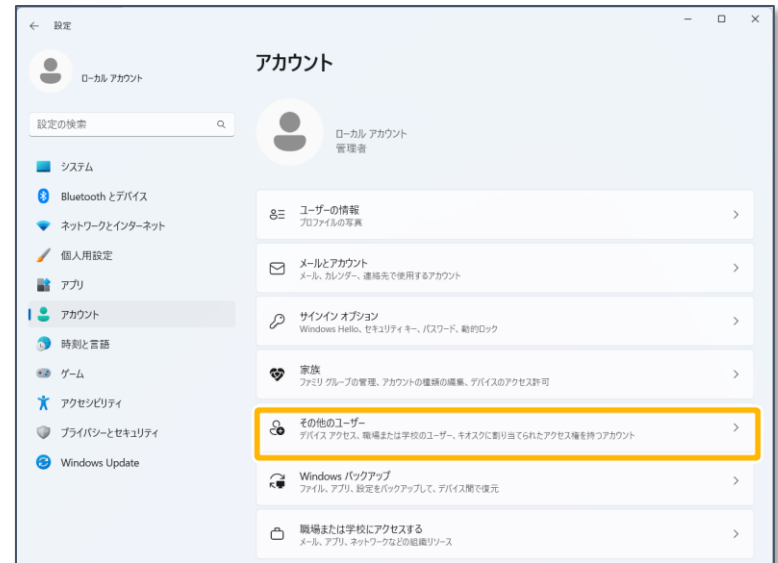 設定
ローカル アカウント
設定の検索
システム
Bluetooth とデバイス
ネットワークとインターネット
個人用設定
アプリ
アカウント
時刻と言語
ゲーム
アクセシビリティ
プライバシーとセキュリティ
Windows Update
アカウント
ローカル アカウント
管理者
ユーザーの情報
プロファイルの写真
メールとアカウント
メール、カレンダー、連絡先で使用するアカウント
サインイン オプション
Windows Hello、セキュリティ キー、パスワード、動的ロック
家族
ファミリ グループの管理、アカウントの種類の編集、デバイスのアクセス許可
その他のユーザー
デバイス アクセス、職場または学校のユーザー、キオスクに割り当てられたアクセス権を持つアカウント
Windows バックアップ
ファイル、アプリ、設定をバックアップして、デバイス間で復元
職場または学校にアクセスする
メール、アプリ、ネットワークなどの組織リソース